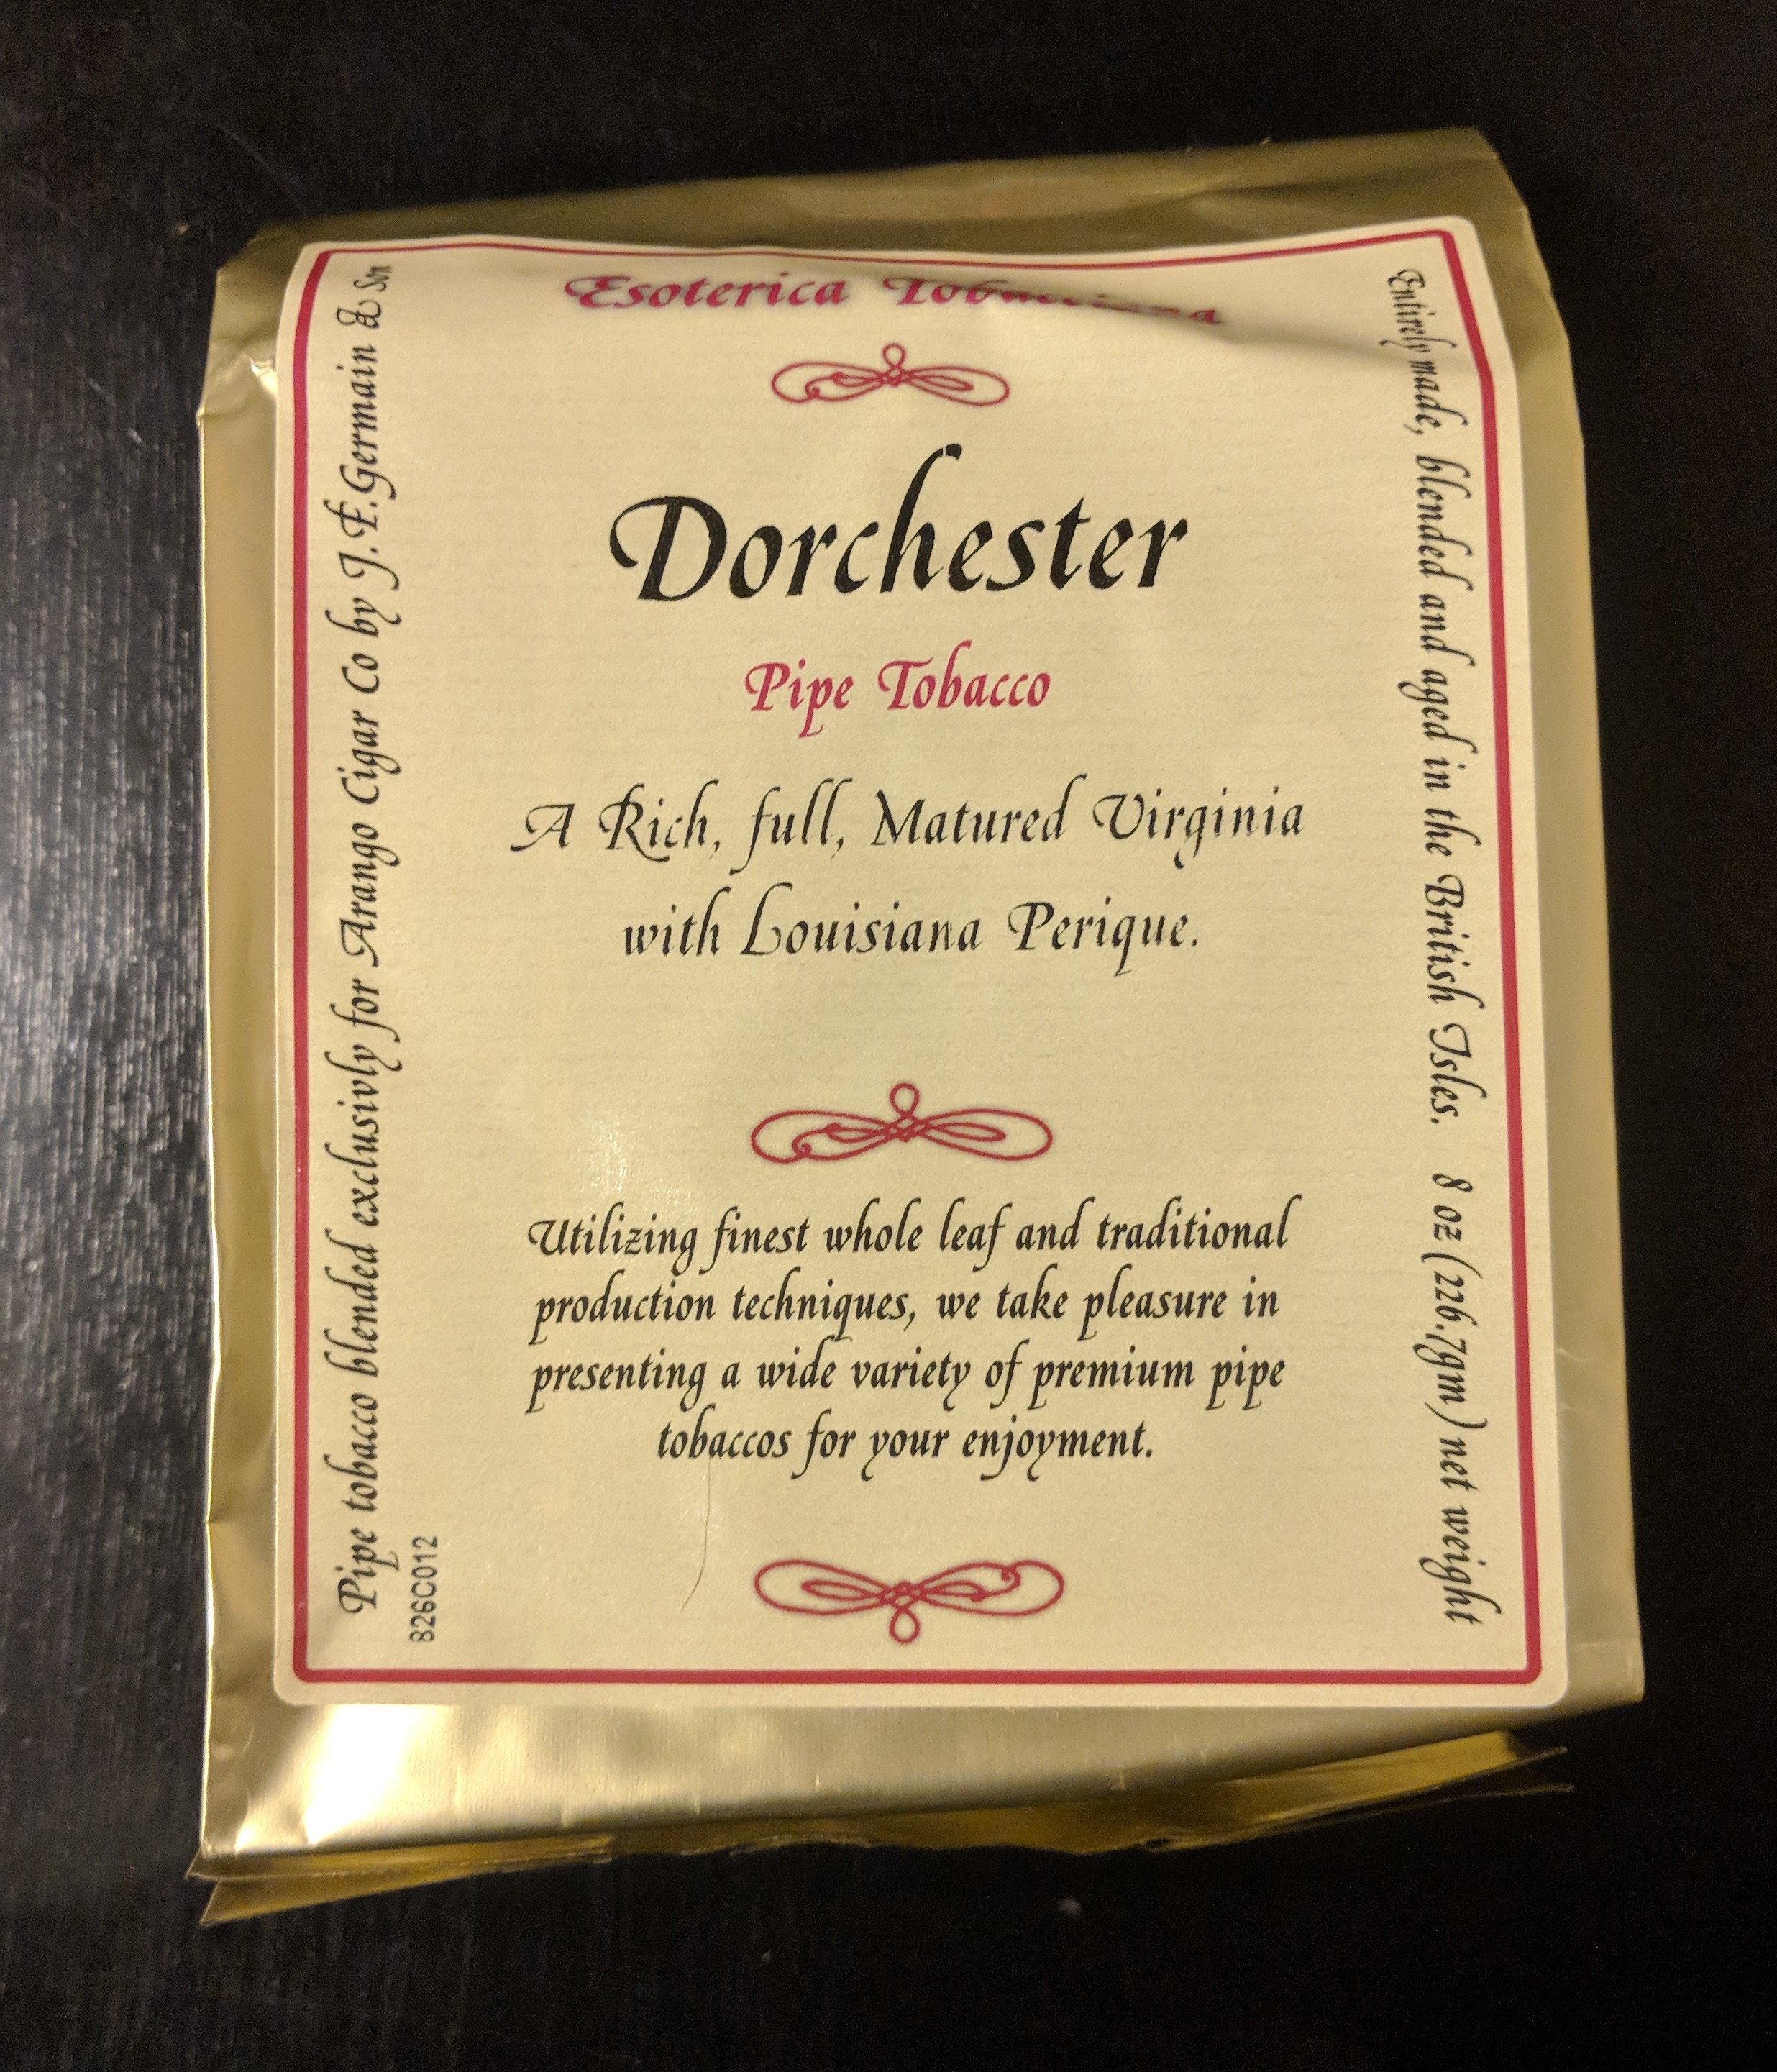 Esoterica Tobacciana
Dorchester
Pipe Tobacco
A Rich, full, Matured Virginia
with Louisiana Perique.
Utilizing finest whole leaf and traditional
production techniques, we take pleasure in
presenting a wide variety of premium pipe
tobaccos for your enjoyment.
Pipe tobacco blended exclusivly for Arango Cigar Co by J.F.Germain & Son
826C012
Entirely made, blended and aged in the British Isles. 8 oz (226.7gm) net weight